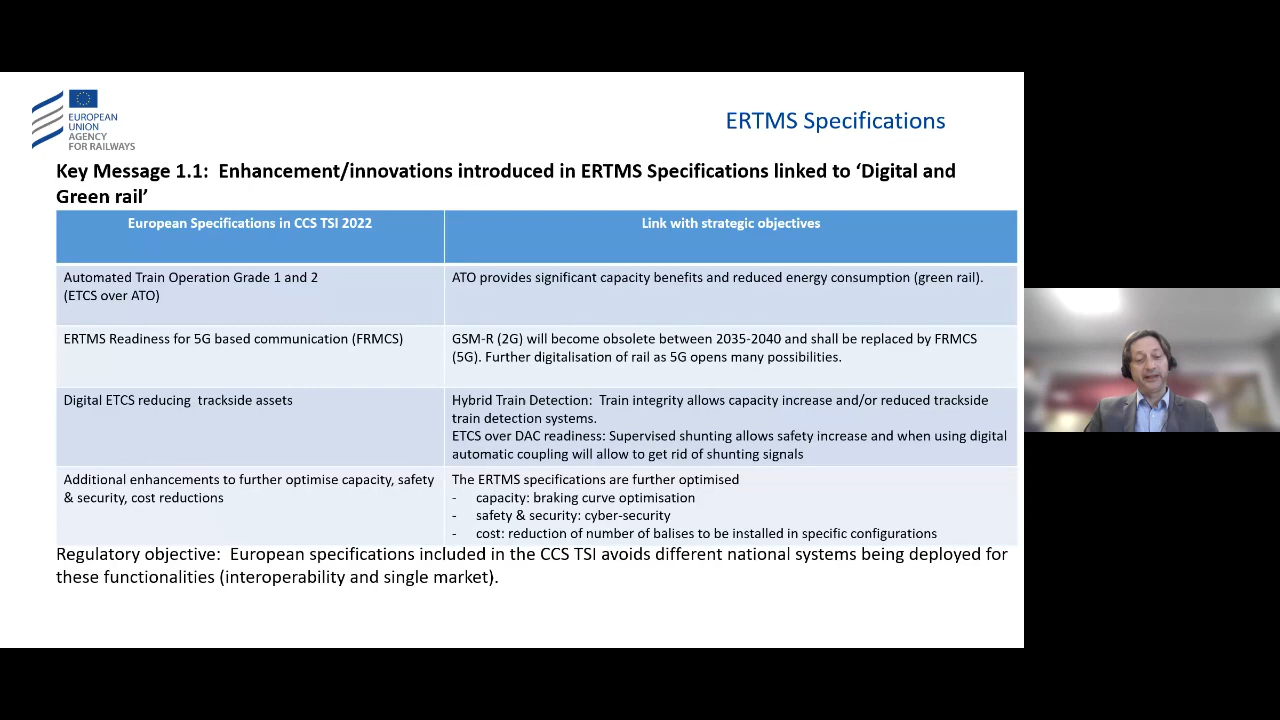 EUROPEAN
UNION
AGENCY
FOR RAILWAYS
ERTMS Specifications
Key Message 1.1: Enhancement/innovations introduced in ERTMS Specifications linked to ‘Digital and
Green rail’
European Specifications in CCS TSI 2022
Link with strategic objectives
Automated Train Operation Grade 1 and 2
(ETCS over ATO)
ATO provides significant capacity benefits and reduced energy consumption (green rail).
ERTMS Readiness for 5G based communication (FRMCS)
GSM-R (2G) will become obsolete between 2035-2040 and shall be replaced by FRMCS
(5G). Further digitalisation of rail as 5G opens many possibilities.
Digital ETCS reducing trackside assets
Hybrid Train Detection: Train integrity allows capacity increase and/or reduced trackside
train detection systems.
ETCS over DAC readiness: Supervised shunting allows safety increase and when using digital
automatic coupling will allow to get rid of shunting signals
Additional enhancements to further optimise capacity, safety
& security, cost reductions
The ERTMS specifications are further optimised
- capacity: braking curve optimisation
- safety & security: cyber-security
- cost: reduction of number of balises to be installed in specific configurations
Regulatory objective: European specifications included in the CCS TSI avoids different national systems being deployed for
these functionalities (interoperability and single market).